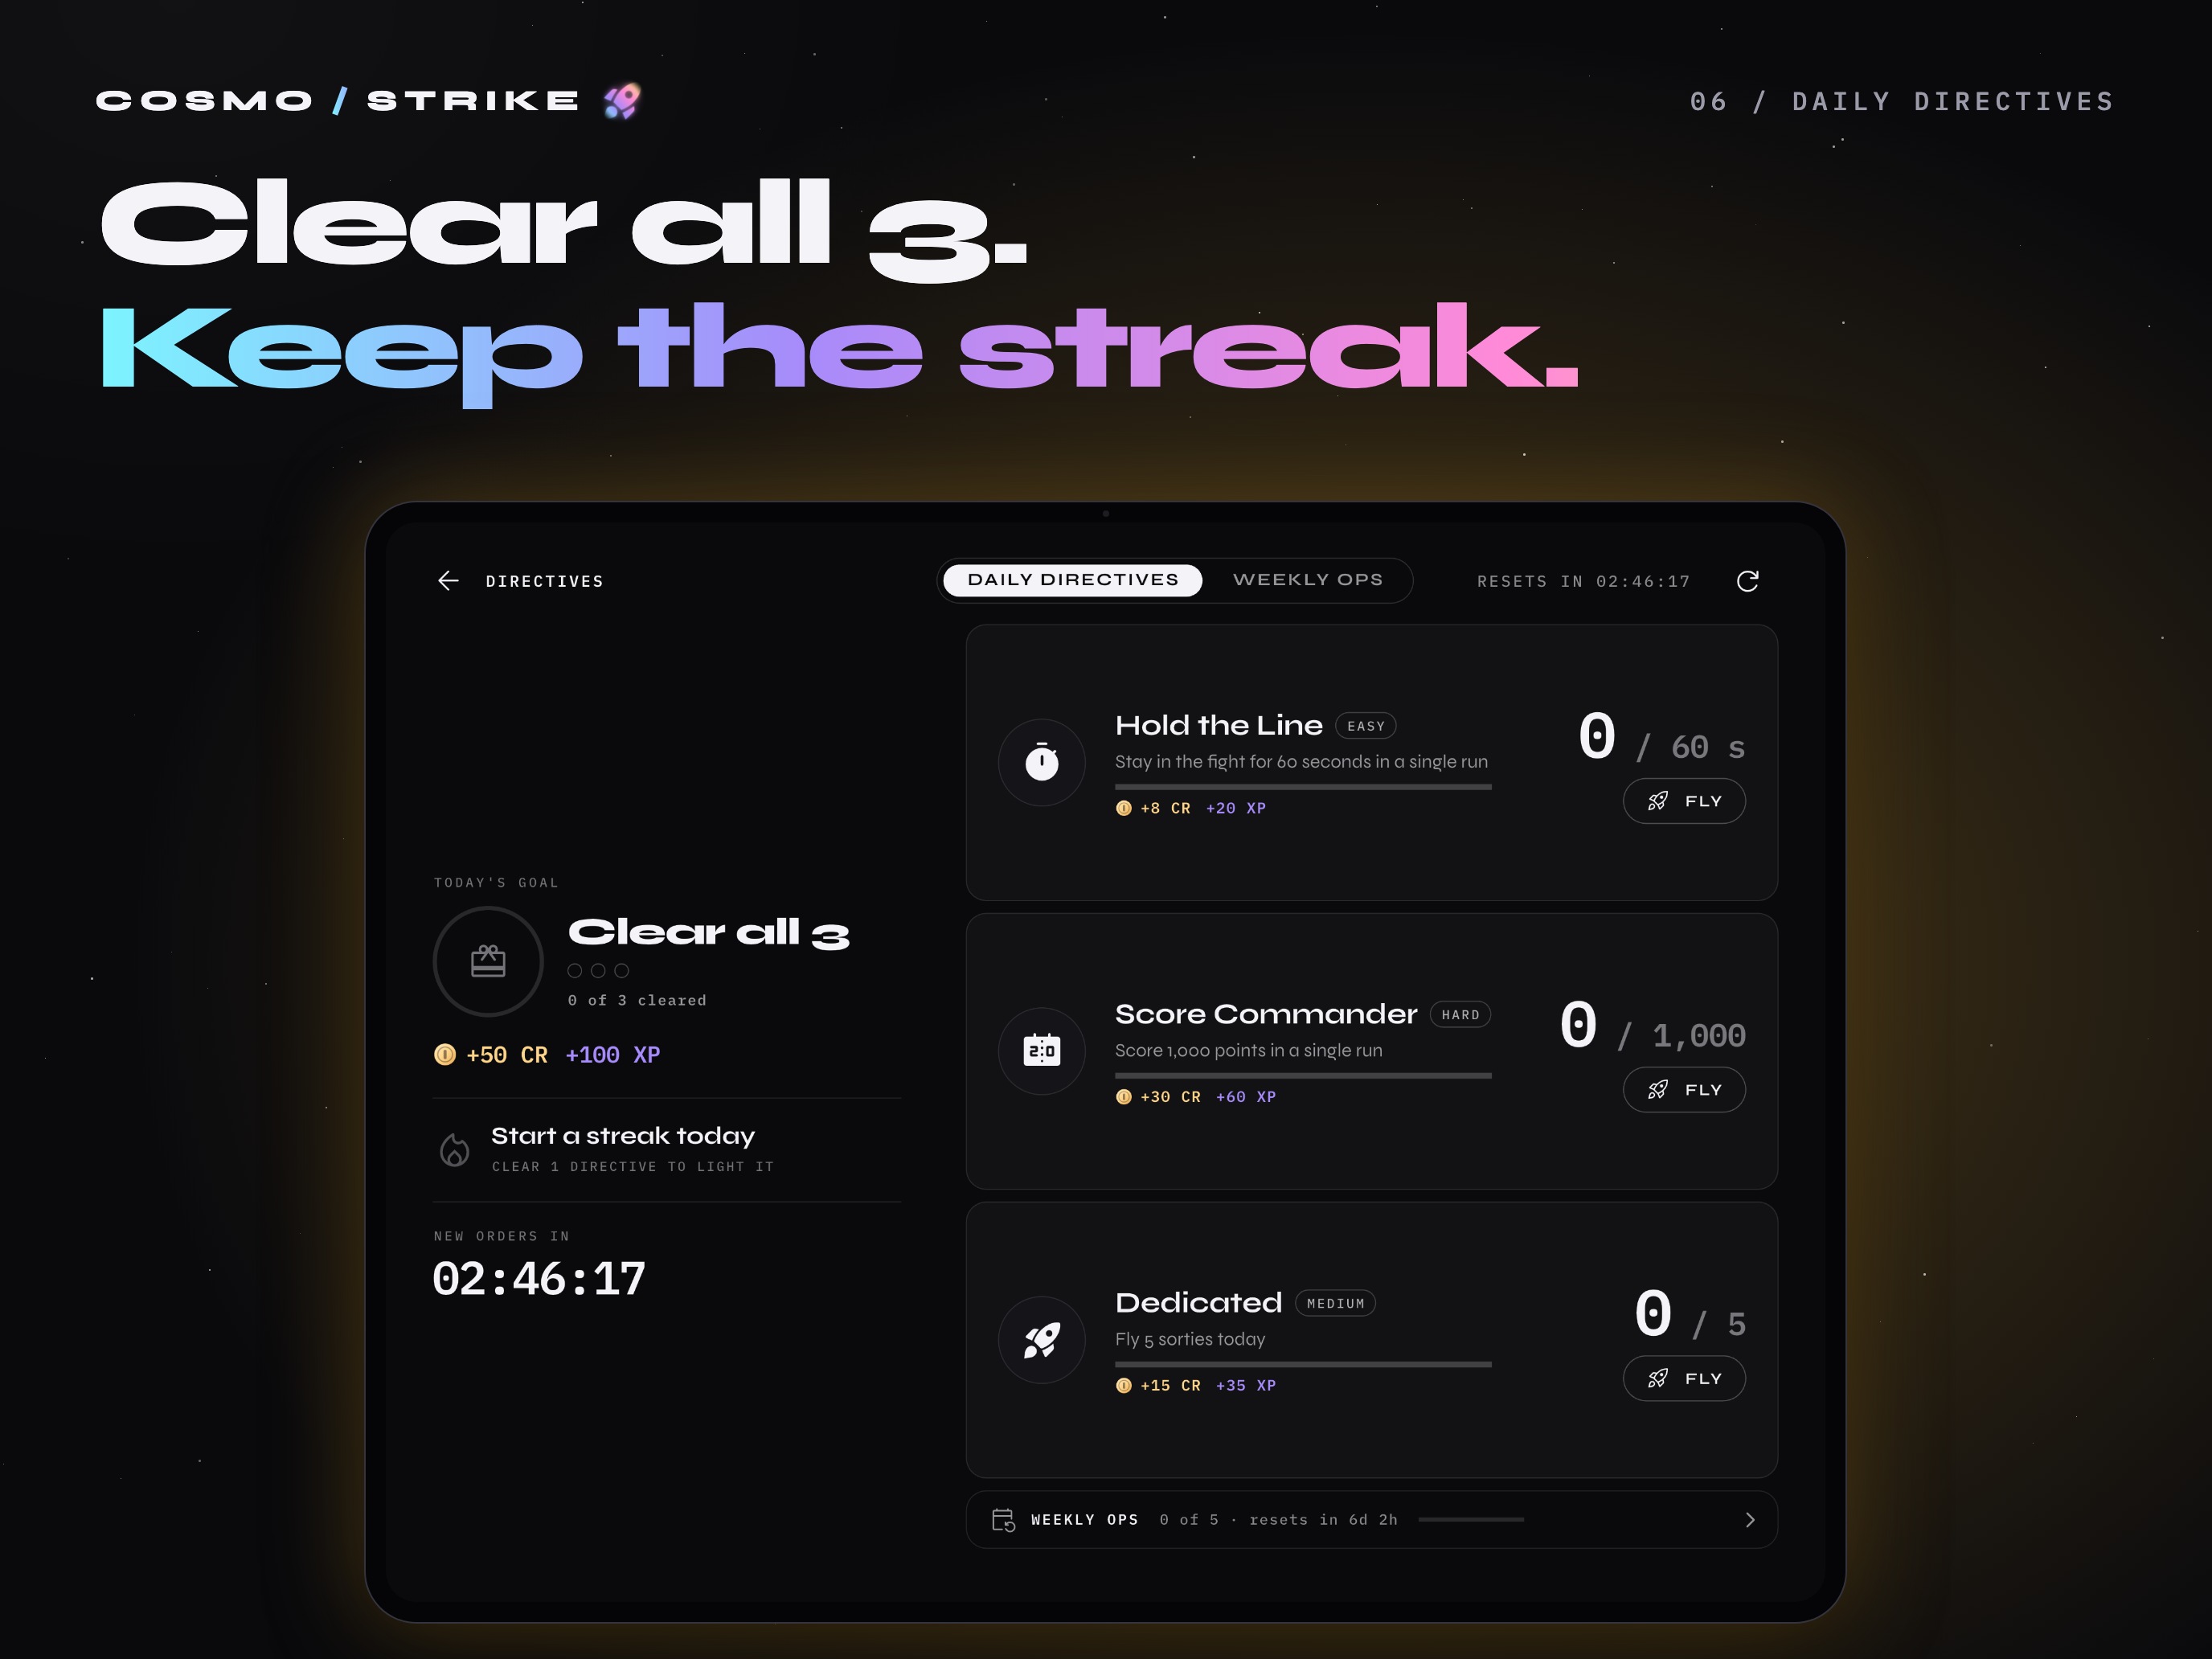 COSMO / STRIKE
06 / DAILY DIRECTIVES
Clear all 3.
Keep the streak.
DIRECTIVES
DAILY DIRECTIVES
WEEKLY OPS
RESETS IN 02:46:17
TODAY'S GOAL
Clear all 3
0 of 3 cleared
+50 CR +100 XP
Start a streak today
CLEAR 1 DIRECTIVE TO LIGHT IT
NEW ORDERS IN
02:46:17
Hold the Line EASY
Stay in the fight for 60 seconds in a single run
+8 CR +20 XP
0 / 60 s
FLY
Score Commander HARD
2:0
Score 1,000 points in a single run
+30 CR +60 XP
0 / 1,000
FLY
Dedicated MEDIUM
Fly 5 sorties today
+15 CR +35 XP
0 / 5
FLY
WEEKLY OPS 0 of 5 · resets in 6d 2h